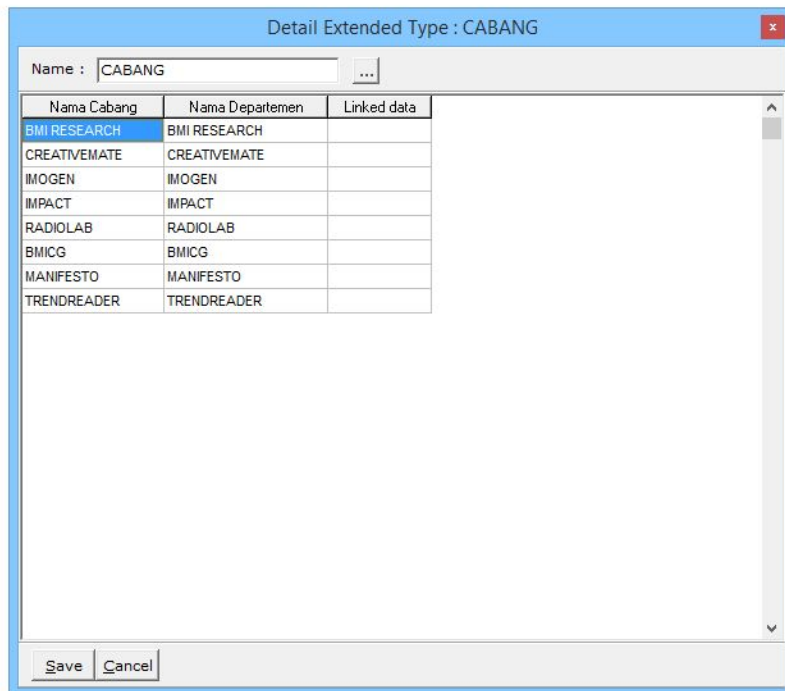 Detail Extended Type : CABANG
x
Name : CABANG ...
Nama Cabang Nama Departemen Linked data
BMI RESEARCH BMI RESEARCH
CREATIVEMATE CREATIVEMATE
IMOGEN IMOGEN
IMPACT IMPACT
RADIOLAB RADIOLAB
BMICG BMICG
MANIFESTO MANIFESTO
TRENDREADER TRENDREADER
Save Cancel